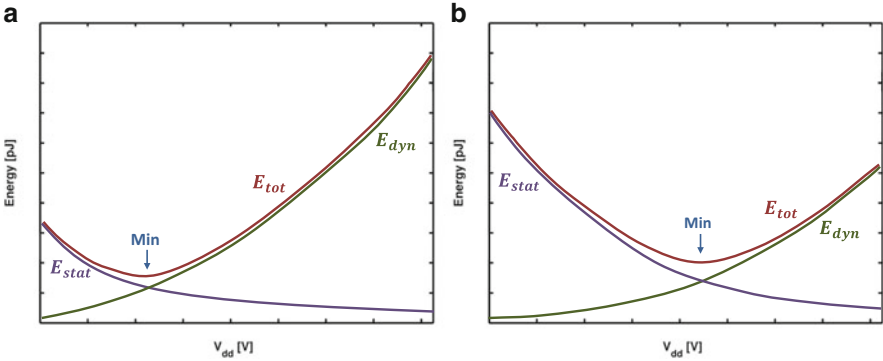 a
Energy [pJ]
E_stat
Min
E_tot
E_dyn
V_dd [V]
b
Energy [pJ]
E_stat
Min
E_tot
E_dyn
V_dd [V]